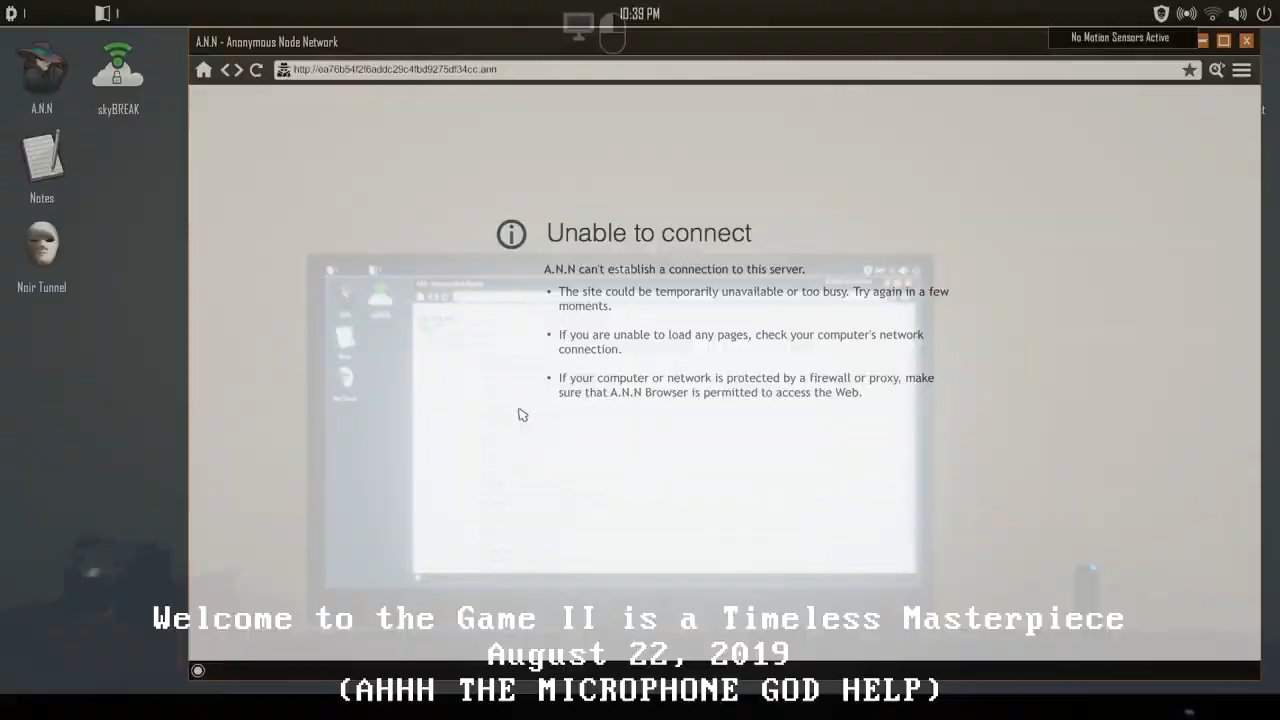 10:39 PM
No Motion Sensors Active
A.N.N - Anonymous Node Network
http://ea76b54f2f6addc29c4fbd9275df34cc.ann
A.N.N
skyBREAK
Notes
Noir Tunnel
Unable to connect
A.N.N can't establish a connection to this server.
• The site could be temporarily unavailable or too busy. Try again in a few
moments.
• If you are unable to load any pages, check your computer's network
connection.
• If your computer or network is protected by a firewall or proxy, make
sure that A.N.N Browser is permitted to access the Web.
Welcome to the Game II is a Timeless Masterpiece
August 22, 2019
(AHHH THE MICROPHONE GOD HELP)